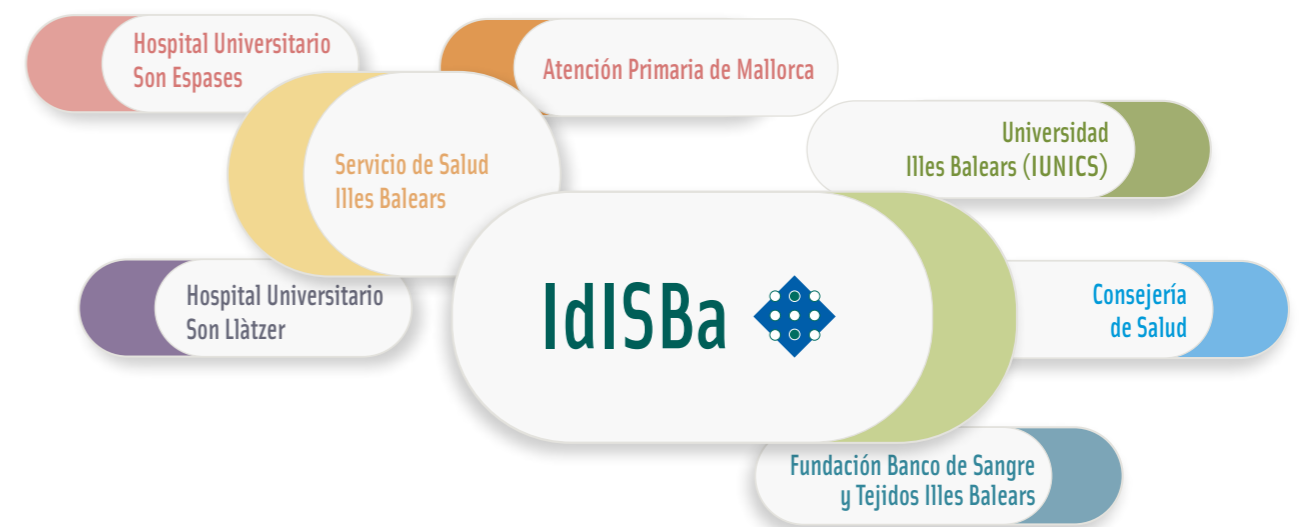 Hospital Universitario
Son Espases
Atención Primaria de Mallorca
Universidad
Illes Balears (IUNICS)
Servicio de Salud
Illes Balears
IdISBa
Hospital Universitario
Son Llàtzer
Consejería
de Salud
Fundación Banco de Sangre
y Tejidos Illes Balears